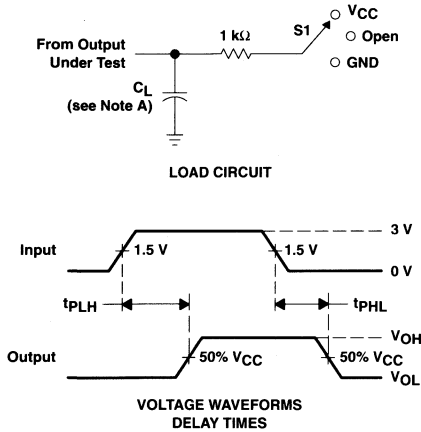 VCC
S1
Open
1 kΩ
From Output
Under Test
GND
CL
(see Note A)
LOAD CIRCUIT
3 V
Input
1.5 V
1.5 V
0 V
tPLH
tPHL
VOH
Output
50% VCC
50% VCC
VOL
VOLTAGE WAVEFORMS
DELAY TIMES